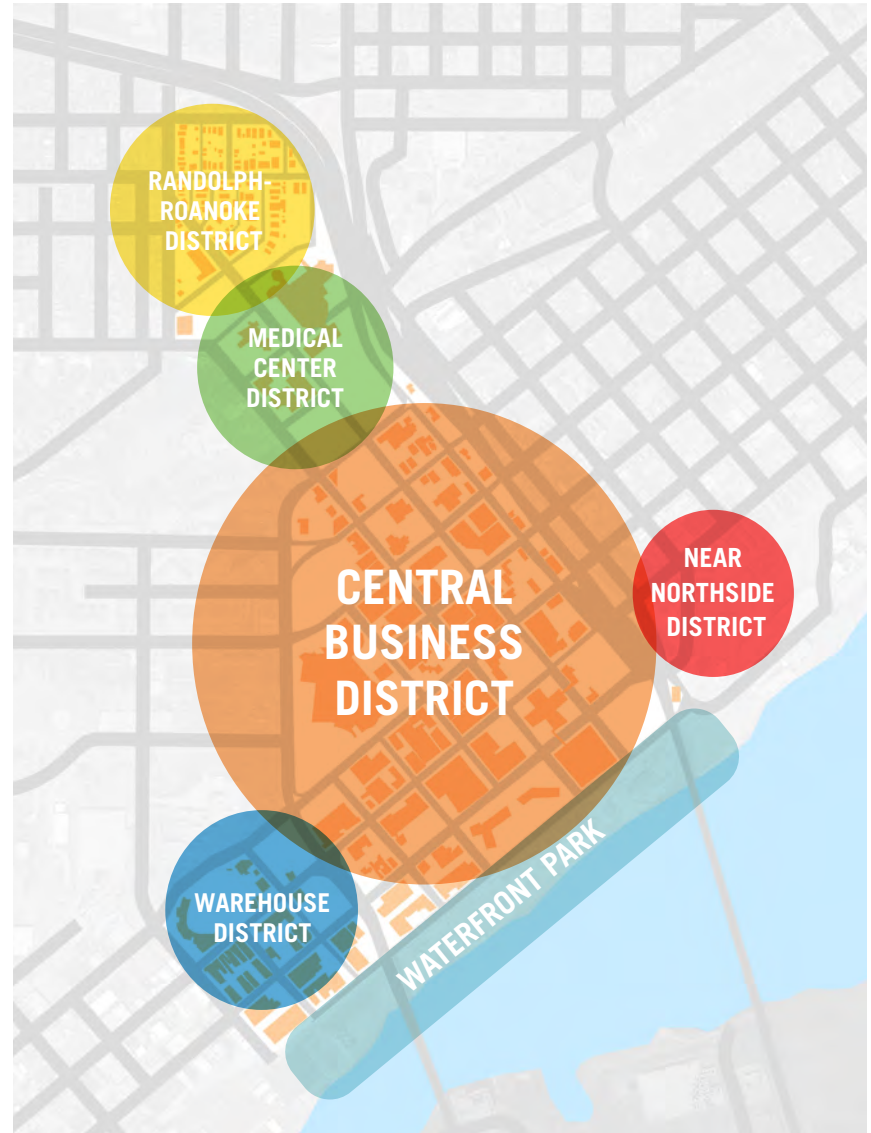 RANDOLPH-
ROANOKE
DISTRICT
MEDICAL
CENTER
DISTRICT
CENTRAL
BUSINESS
DISTRICT
NEAR
NORTHSIDE
DISTRICT
WAREHOUSE
DISTRICT
WATERFRONT PARK